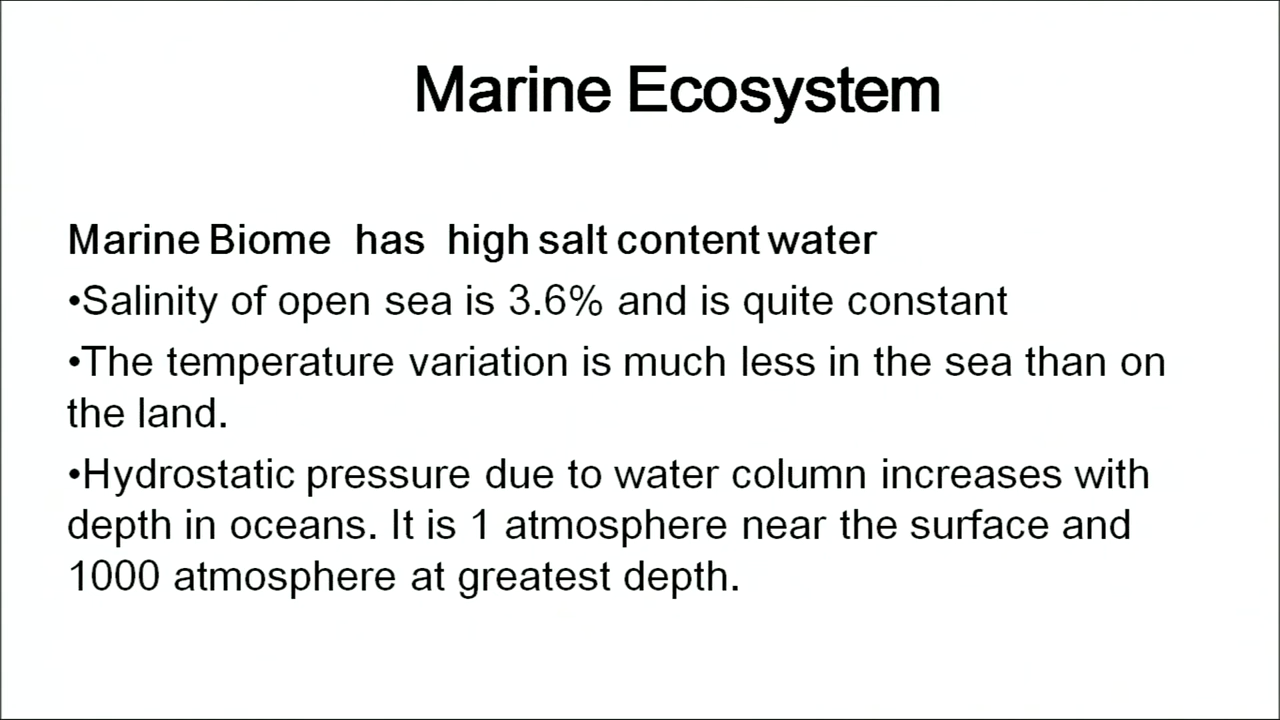 Marine Ecosystem
Marine Biome has high salt content water
•Salinity of open sea is 3.6% and is quite constant
•The temperature variation is much less in the sea than on
the land.
•Hydrostatic pressure due to water column increases with
depth in oceans. It is 1 atmosphere near the surface and
1000 atmosphere at greatest depth.